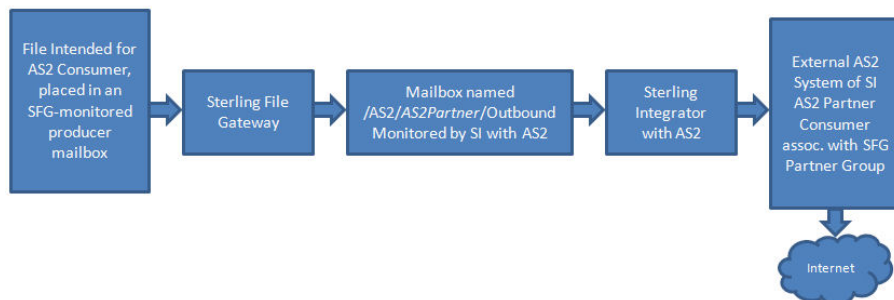 File Intended for
AS2 Consumer,
placed in an
SFG-monitored
producer
mailbox
Sterling File
Gateway
Mailbox named
/AS2/AS2Partner/Outbound
Monitored by SI with AS2
Sterling
Integrator
with AS2
External AS2
System of SI
AS2 Partner
Consumer
assoc. with SFG
Partner Group
Internet